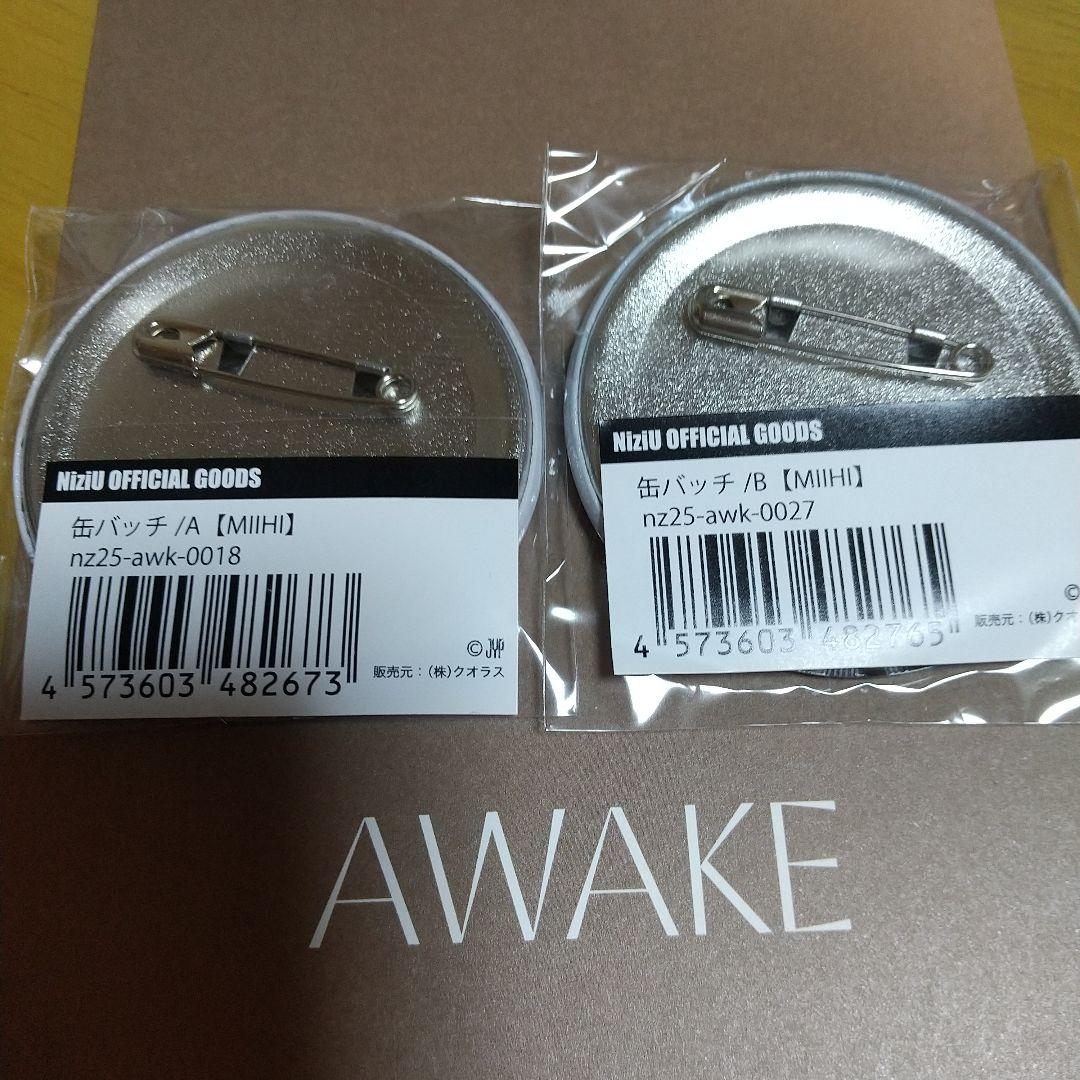 NiziU OFFICIAL GOODS
缶バッチ /A【MIIHI】
nz25-awk-0018
4 573603 482673
© JYP
販売元：(株)クオラス
NiziU OFFICIAL GOODS
缶バッチ /B【MIIHI】
nz25-awk-0027
4 573603 482765
©
販売元：(株)クオ
AWAKE